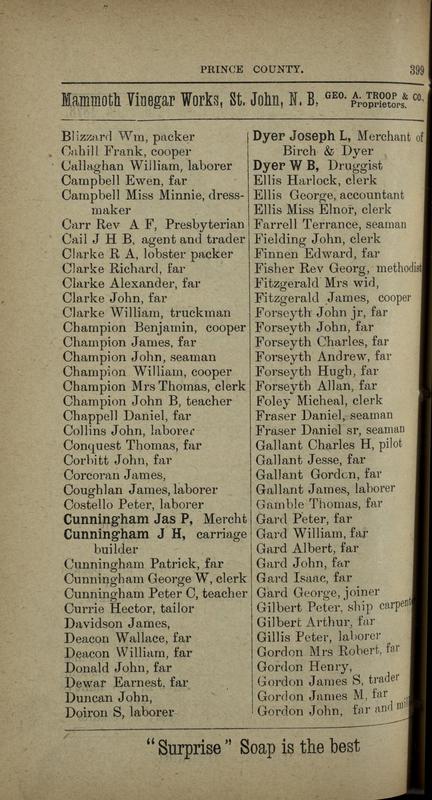 PRINCE COUNTY. 399
Mammoth Vinegar Works, St. John, N. B, GEO. A. TROOP & CO. Proprietors.
Blizzard Wm, packer
Cahill Frank, cooper
Callaghan William, laborer
Campbell Ewen, far
Campbell Miss Minnie, dress-
maker
Carr Rev A F, Presbyterian
Cail J H B, agent and trader
Clarke R A, lobster packer
Clarke Richard, far
Clarke Alexander, far
Clarke John, far
Clarke William, truckman
Champion Benjamin, cooper
Champion James, far
Champion John, seaman
Champion William, cooper
Champion Mrs Thomas, clerk
Champion John B, teacher
Chappell Daniel, far
Collins John, laborer
Conquest Thomas, far
Corbitt John, far
Corcoran James,
Coughlan James, laborer
Costello Peter, laborer
Cunningham Jas P, Mercht
Cunningham J H, carriage
builder
Cunningham Patrick, far
Cunningham George W, clerk
Cunningham Peter C, teacher
Currie Hector, tailor
Davidson James,
Deacon Wallace, far
Deacon William, far
Donald John, far
Dewar Earnest, far
Duncan John,
Doiron S, laborer
Dyer Joseph L, Merchant of
Birch & Dyer
Dyer W B, Druggist
Ellis Harlock, clerk
Ellis George, accountant
Ellis Miss Elnor, clerk
Farrell Terrance, seaman
Fielding John, clerk
Finnen Edward, far
Fisher Rev Georg, methodist
Fitzgerald Mrs wid,
Fitzgerald James, cooper
Forseyth John jr, far
Forseyth John, far
Forseyth Charles, far
Forseyth Andrew, far
Forseyth Hugh, far
Forseyth Allan, far
Foley Micheal, clerk
Fraser Daniel, seaman
Fraser Daniel sr, seaman
Gallant Charles H, pilot
Gallant Jesse, far
Gallant Gordon, far
Gallant James, laborer
Gamble Thomas, far
Gard Peter, far
Gard William, far
Gard Albert, far
Gard John, far
Gard Isaac, far
Gard George, joiner
Gilbert Peter, ship carpente
Gilbert Arthur, far
Gillis Peter, laborer
Gordon Mrs Robert, far
Gordon Henry,
Gordon James S, trader
Gordon James M, far
Gordon John, far and
"Surprise" Soap is the best